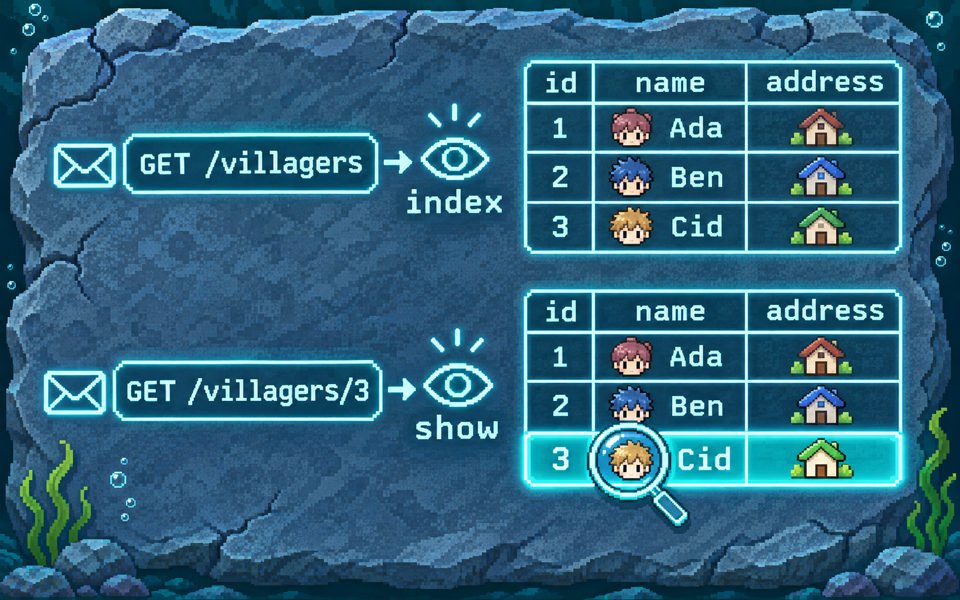 GET /villagers
index
id name address
1 Ada
2 Ben
3 Cid
GET /villagers/3
show
id name address
1 Ada
2 Ben
3 Cid